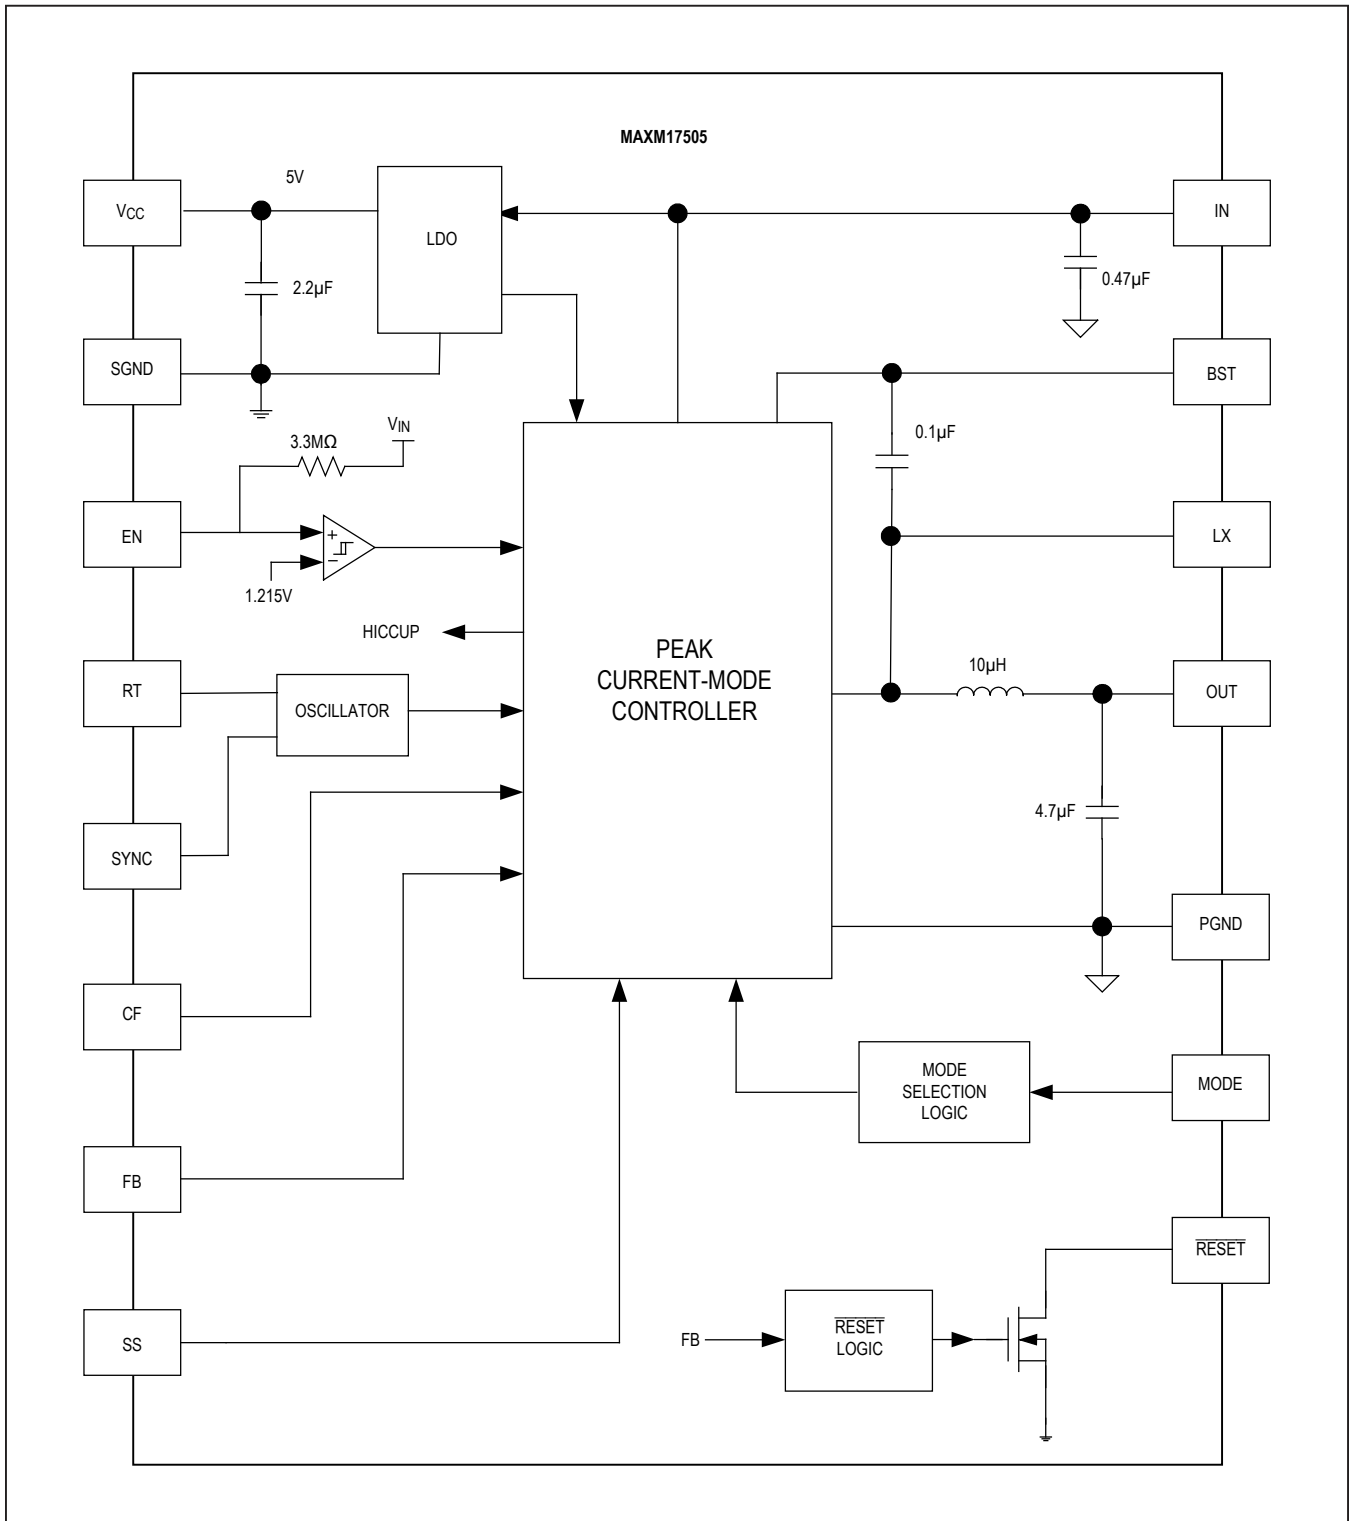 MAXM17505
VCC
5V
LDO
IN
2.2µF
0.47µF
SGND
BST
VIN
3.3MΩ
0.1µF
EN
+
−
LX
1.215V
HICCUP
PEAK
CURRENT-MODE
CONTROLLER
RT
OSCILLATOR
10µH
OUT
SYNC
4.7µF
PGND
CF
MODE
SELECTION
LOGIC
MODE
FB
RESET
SS
FB
RESET
LOGIC